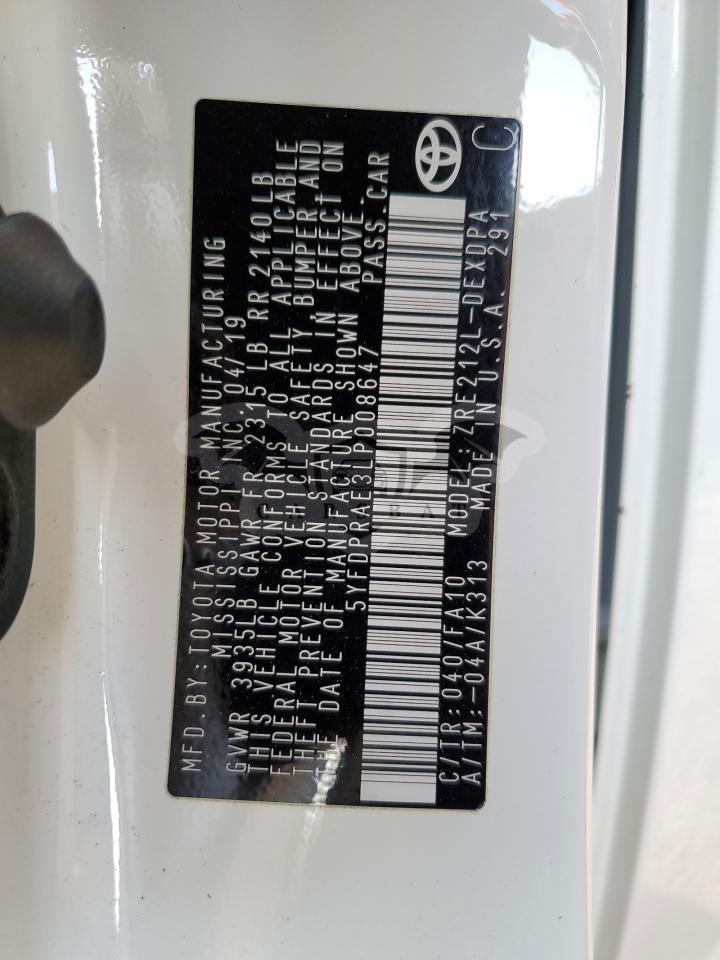 MFD.BY:TOYOTA MOTOR MANUFACTURING
MISSISSIPPI INC. 04/19
GVWR 3935LB GAWR FR 2315 LB RR 2140LB
THIS VEHICLE CONFORMS TO ALL APPLICABLE
FEDERAL MOTOR VEHICLE SAFETY, BUMPER AND
THEFT PREVENTION STANDARDS IN EFFECT ON
THE DATE OF MANUFACTURE SHOWN ABOVE.
5YFDPRAE3LP008647 PASS.CAR
C/TR:040/FA10 MODEL:ZRE212L-DEXDPA
A/TM:-04A/K313 MADE IN U.S.A. 291 C